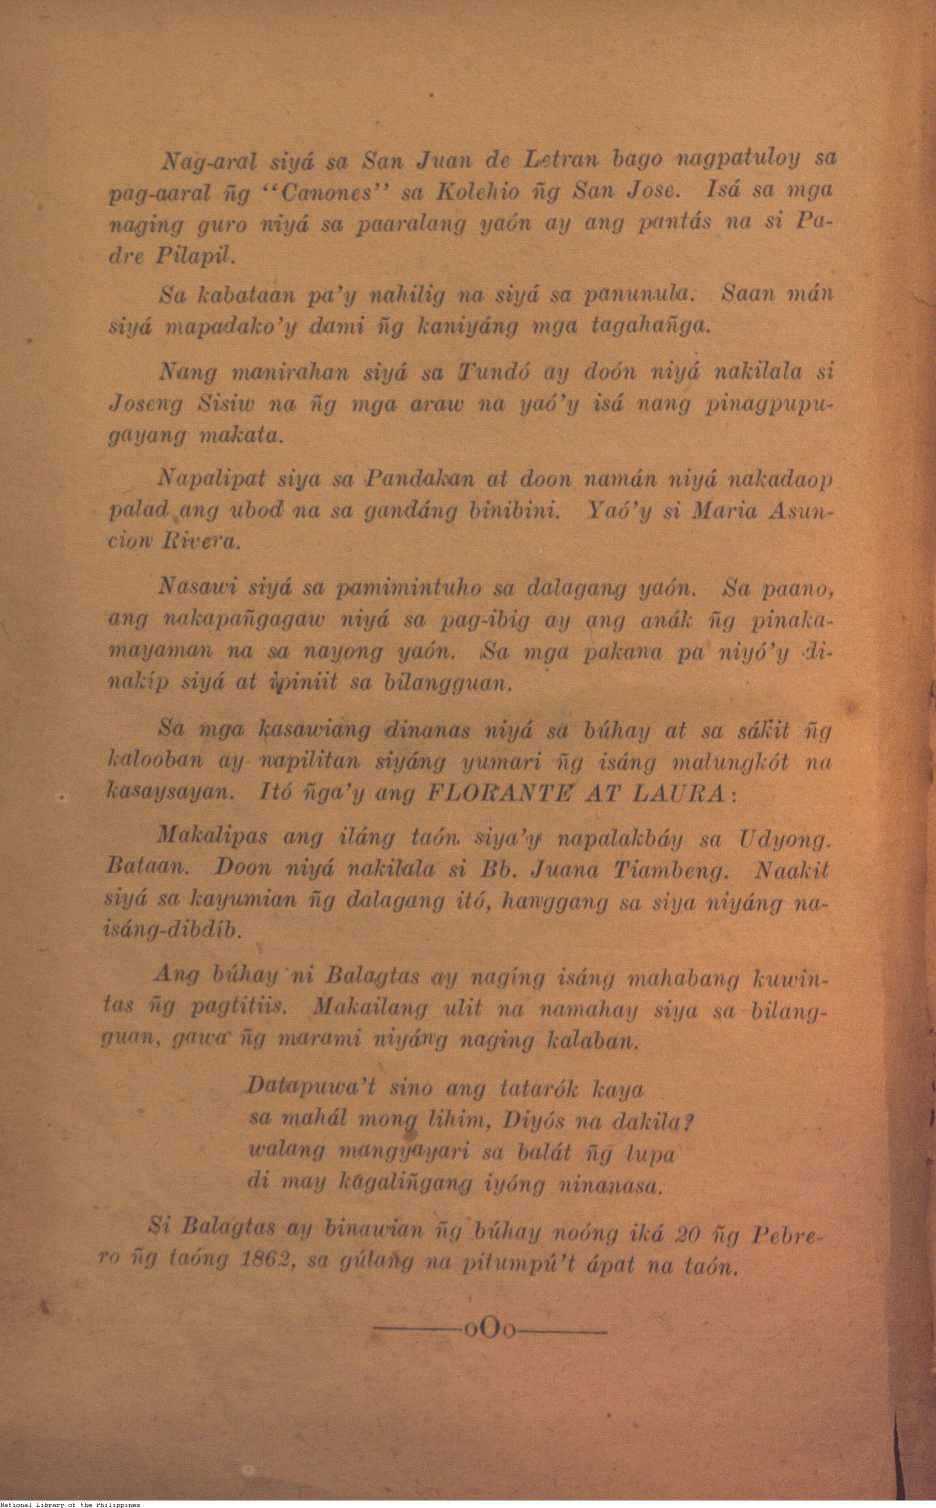 Nag-aral siyá sa San Juan de Letran bago nagpatuloy sa
pag-aaral ñg “Canones” sa Kolehio ñg San Jose. Isá sa mga
naging guro niyá sa paaralang yaón ay ang pantás na si Pa-
dre Pilapil.
Sa kabataan pa’y nahilig na siyá sa panunula. Saan mán
siyá mapadako’y dami ñg kaniyáng mga tagahañga.
Nang manirahan siyá sa Tundó ay doón niyá nakilala si
Joseng Sisiw na ñg mga araw na yaó’y isá nang pinagpupu-
gayang makata.
Napalipat siya sa Pandakan at doon namán niyá nakadaop
palad ang ubod na sa gandáng binibini. Yaó’y si Maria Asun-
cion Rivera.
Nasawi siyá sa pamimintuho sa dalagang yaón. Sa paano,
ang nakapañgagaw niyá sa pag-ibig ay ang anák ñg pinaka-
mayaman na sa nayong yaón. Sa mga pakana pa niyó’y di-
nakíp siyá at ipiniit sa bilangguan.
Sa mga kasawiang dinanas niyá sa búhay at sa sákit ñg
kalooban ay napilitan siyáng yumari ñg isáng malungkót na
kasaysayan. Itó ñga’y ang FLORANTE AT LAURA:
Makalipas ang iláng taón siya’y napalakbáy sa Udyong.
Bataan. Doon niyá nakilala si Bb. Juana Tiambeng. Naakit
siyá sa kayumian ñg dalagang itó, hanggang sa siya niyáng na-
isáng-dibdíb.
Ang búhay ni Balagtas ay nagíng isáng mahabang kuwin-
tas ñg pagtitiis. Makailang ulit na namahay siya sa bilang-
guan, gawa ñg marami niyáng naging kalaban.
Datapuwa’t sino ang tatarók kaya
sa mahál mong lihim, Diyós na dakila?
walang mangyayari sa balát ñg lupa
di may kagaliñgang iyóng ninanasa.
Si Balagtas ay binawian ñg búhay noóng iká 20 ñg Pebre-
ro ñg taóng 1862, sa gúlang na pitumpú’t ápat na taón.
oOo
National Library of the Philippines